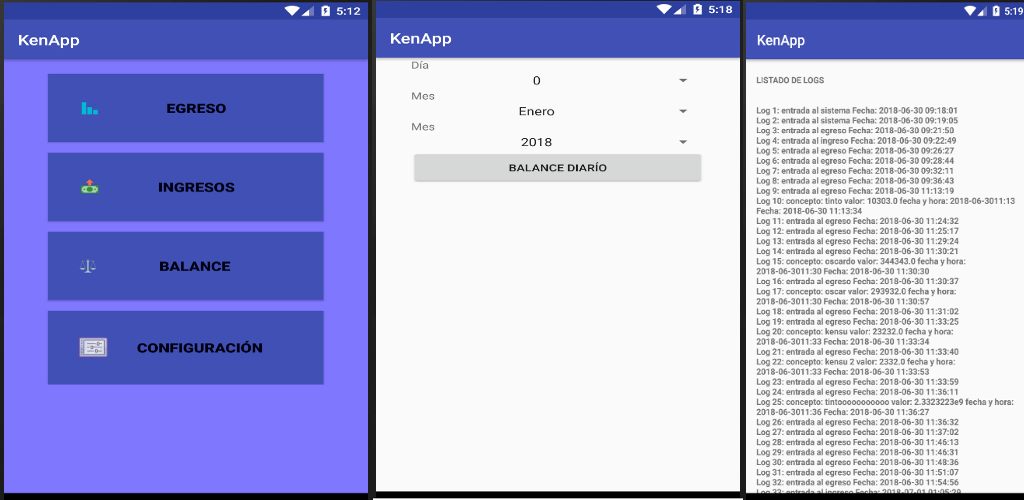 5:12
KenApp
EGRESO
INGRESOS
BALANCE
CONFIGURACIÓN
5:18
KenApp
Día
0
Mes
Enero
Mes
2018
BALANCE DIARÍO
5:19
KenApp
LISTADO DE LOGS
Log 1: entrada al sistema Fecha: 2018-06-30 09:18:01
Log 2: entrada al sistema Fecha: 2018-06-30 09:19:05
Log 3: entrada al egreso Fecha: 2018-06-30 09:21:50
Log 4: entrada al ingreso Fecha: 2018-06-30 09:22:49
Log 5: entrada al egreso Fecha: 2018-06-30 09:26:27
Log 6: entrada al egreso Fecha: 2018-06-30 09:28:44
Log 7: entrada al egreso Fecha: 2018-06-30 09:32:11
Log 8: entrada al egreso Fecha: 2018-06-30 09:36:43
Log 9: entrada al egreso Fecha: 2018-06-30 11:13:19
Log 10: concepto: tinto valor: 10303.0 fecha y hora: 2018-06-3011:13
Fecha: 2018-06-30 11:13:34
Log 11: entrada al egreso Fecha: 2018-06-30 11:24:32
Log 12: entrada al egreso Fecha: 2018-06-30 11:25:17
Log 13: entrada al egreso Fecha: 2018-06-30 11:29:24
Log 14: entrada al egreso Fecha: 2018-06-30 11:30:21
Log 15: concepto: oscardo valor: 344343.0 fecha y hora:
2018-06-3011:30 Fecha: 2018-06-30 11:30:30
Log 16: entrada al egreso Fecha: 2018-06-30 11:30:37
Log 17: concepto: oscar valor: 293932.0 fecha y hora:
2018-06-3011:30 Fecha: 2018-06-30 11:30:57
Log 18: entrada al egreso Fecha: 2018-06-30 11:31:02
Log 19: entrada al egreso Fecha: 2018-06-30 11:33:25
Log 20: concepto: kensu valor: 23232.0 fecha y hora:
2018-06-3011:33 Fecha: 2018-06-30 11:33:34
Log 21: entrada al egreso Fecha: 2018-06-30 11:33:40
Log 22: concepto: kensu 2 valor: 2332.0 fecha y hora:
2018-06-3011:33 Fecha: 2018-06-30 11:33:53
Log 23: entrada al egreso Fecha: 2018-06-30 11:33:59
Log 24: entrada al egreso Fecha: 2018-06-30 11:36:11
Log 25: concepto: tintooooooooooo valor: 2.3323223e9 fecha y hora:
2018-06-3011:36 Fecha: 2018-06-30 11:36:27
Log 26: entrada al egreso Fecha: 2018-06-30 11:36:32
Log 27: entrada al egreso Fecha: 2018-06-30 11:37:02
Log 28: entrada al egreso Fecha: 2018-06-30 11:46:13
Log 29: entrada al egreso Fecha: 2018-06-30 11:46:31
Log 30: entrada al egreso Fecha: 2018-06-30 11:48:36
Log 31: entrada al egreso Fecha: 2018-06-30 11:51:07
Log 32: entrada al egreso Fecha: 2018-06-30 11:54:56
Log 33: entrada al ingreso Fecha: 2018-07-01 01:05:29